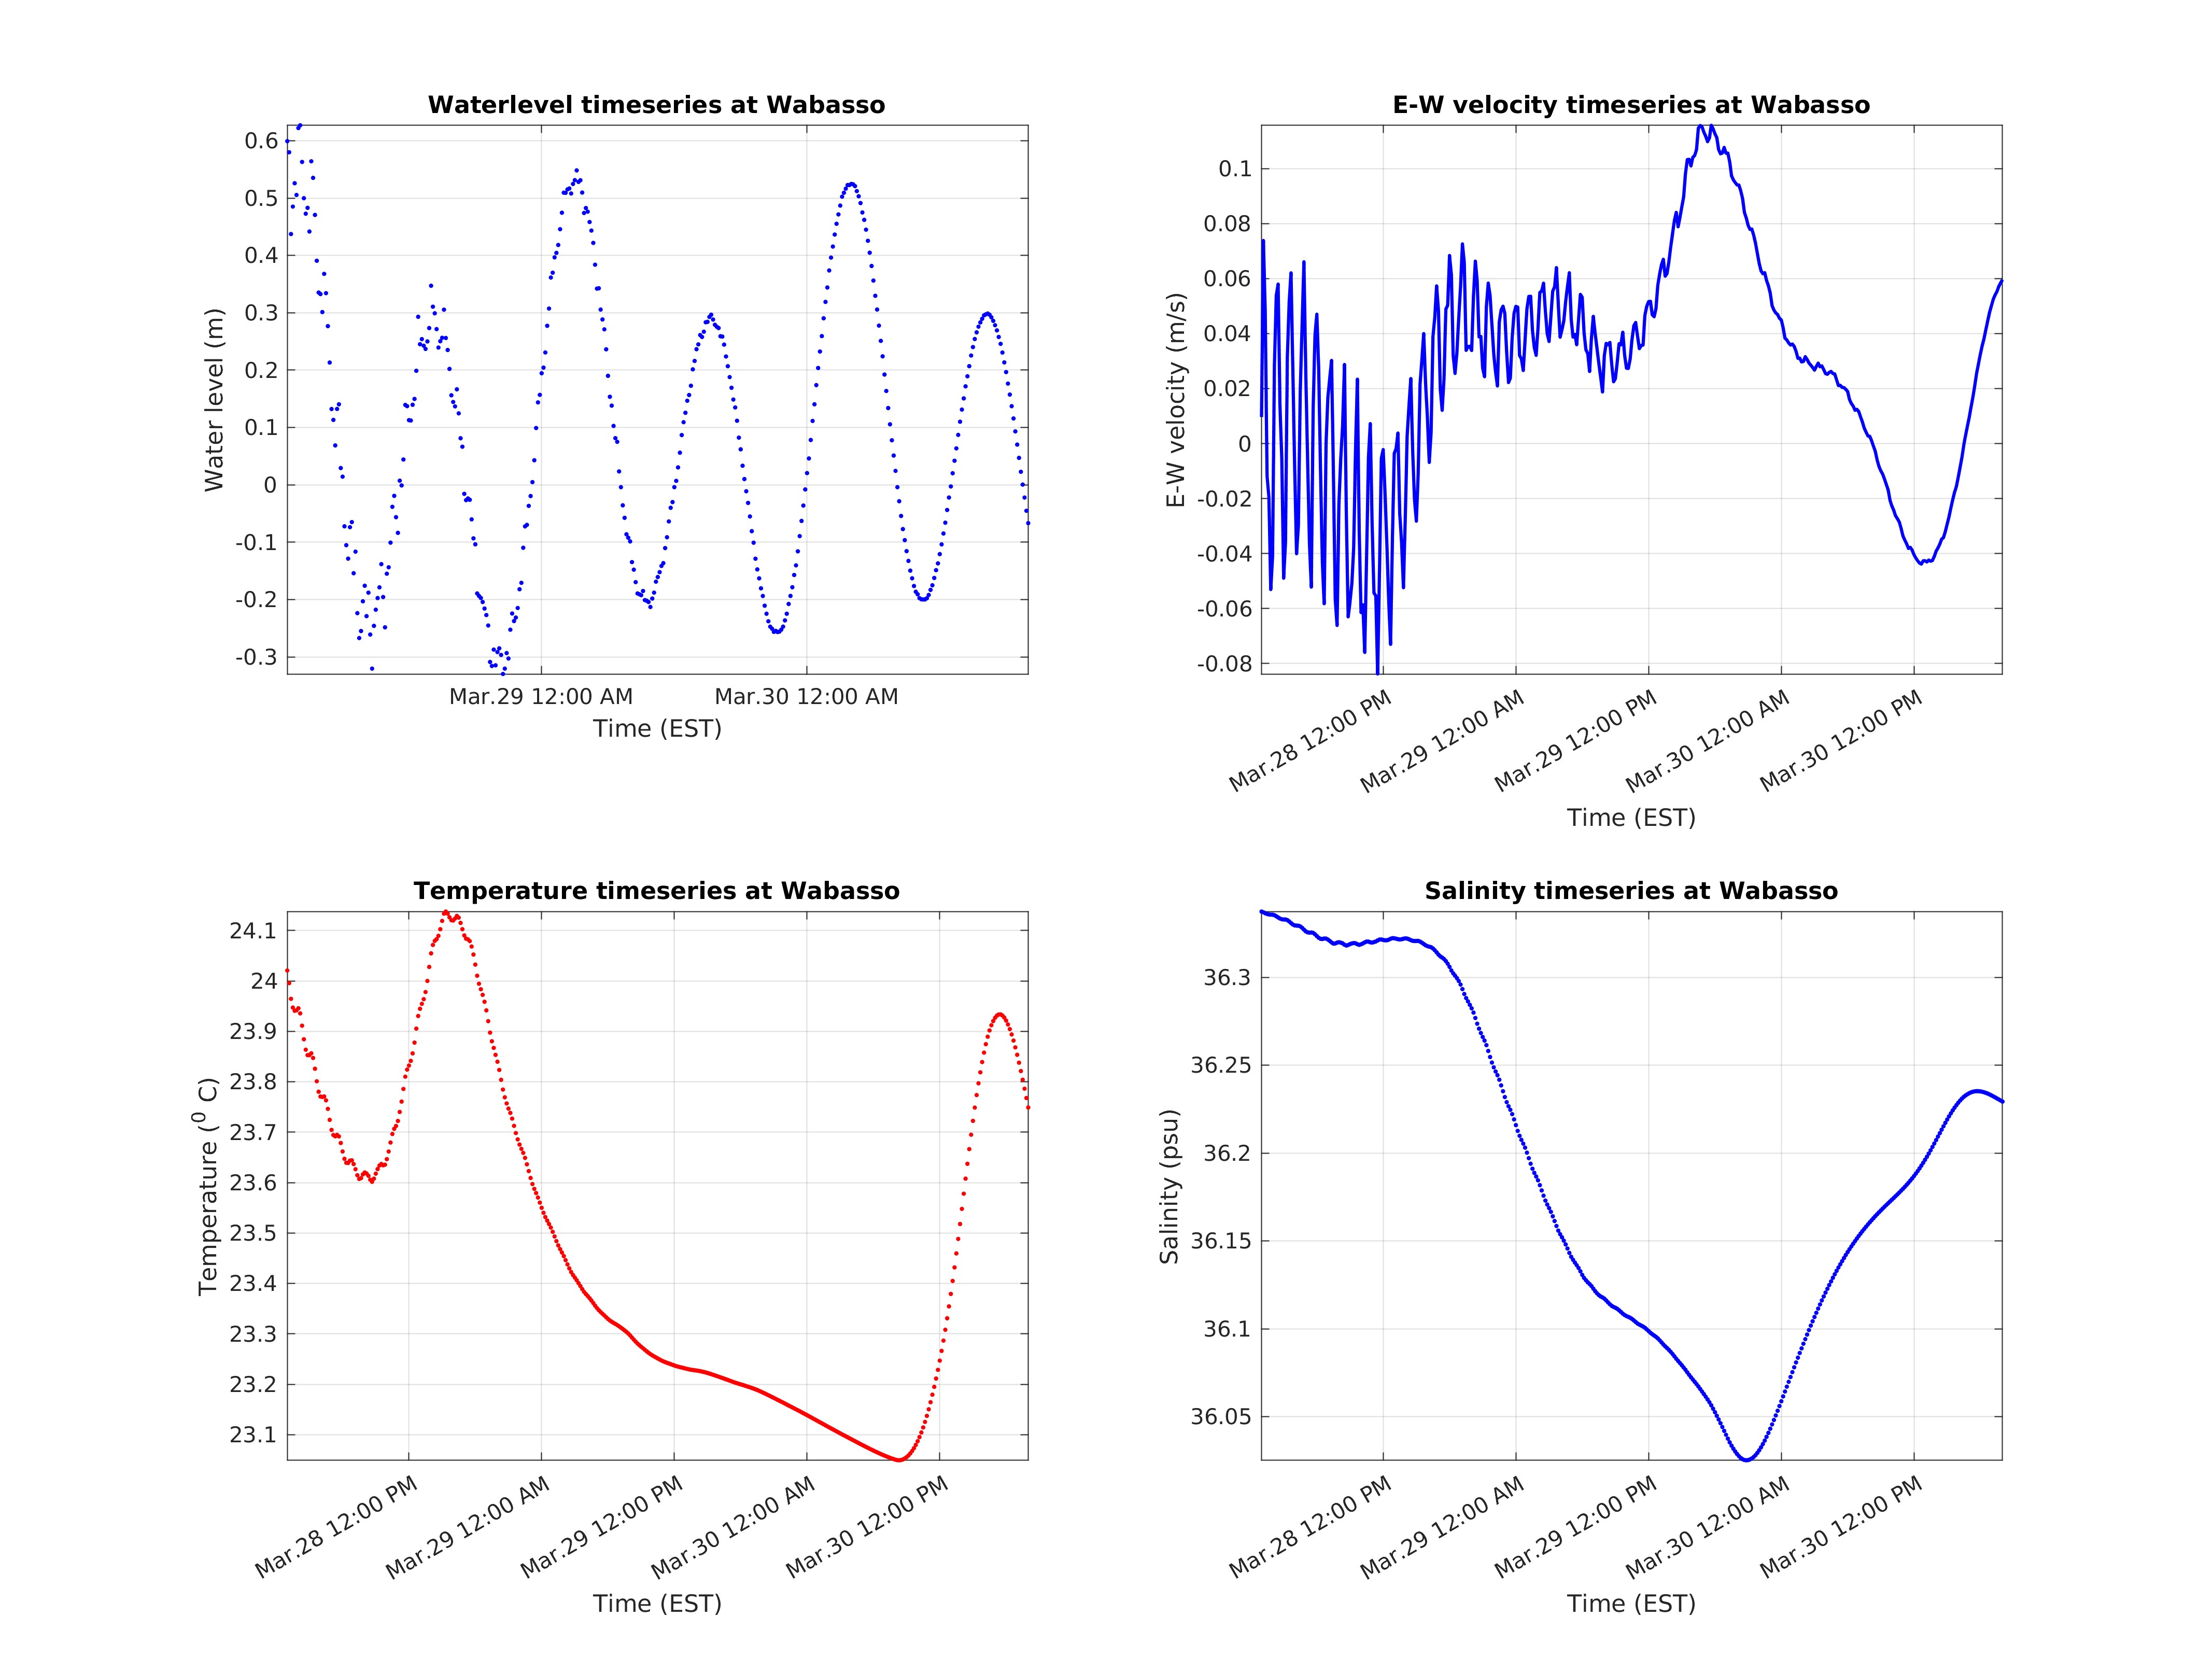 Waterlevel timeseries at Wabasso
0.6
0.5
0.4
0.3
0.2
0.1
0
-0.1
-0.2
-0.3
Water level (m)
Mar.29 12:00 AM
Mar.30 12:00 AM
Time (EST)
E-W velocity timeseries at Wabasso
0.1
0.08
0.06
0.04
0.02
0
-0.02
-0.04
-0.06
-0.08
E-W velocity (m/s)
Mar.28 12:00 PM
Mar.29 12:00 AM
Mar.29 12:00 PM
Mar.30 12:00 AM
Mar.30 12:00 PM
Time (EST)
Temperature timeseries at Wabasso
24.1
24
23.9
23.8
23.7
23.6
23.5
23.4
23.3
23.2
23.1
Temperature (⁰ C)
Mar.28 12:00 PM
Mar.29 12:00 AM
Mar.29 12:00 PM
Mar.30 12:00 AM
Mar.30 12:00 PM
Time (EST)
Salinity timeseries at Wabasso
36.3
36.25
36.2
36.15
36.1
36.05
Salinity (psu)
Mar.28 12:00 PM
Mar.29 12:00 AM
Mar.29 12:00 PM
Mar.30 12:00 AM
Mar.30 12:00 PM
Time (EST)